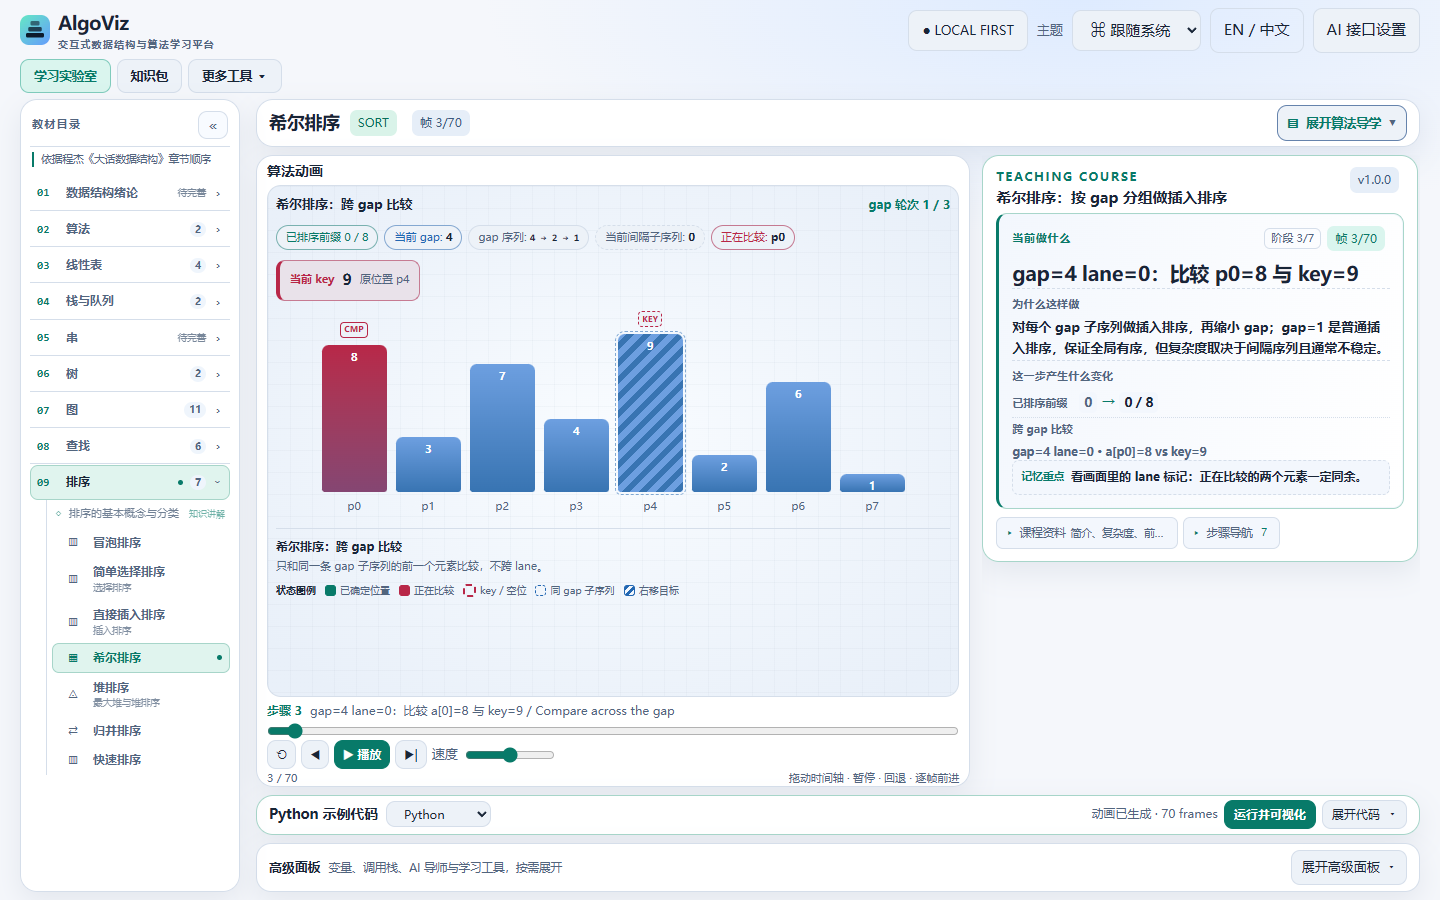 AlgoViz
交互式数据结构与算法学习平台
● LOCAL FIRST
主题
⌘ 跟随系统
EN / 中文
AI 接口设置
学习实验室
知识包
更多工具
教材目录
«
依据程杰《大话数据结构》章节顺序
01 数据结构绪论 待完善 ›
02 算法 2 ›
03 线性表 4 ›
04 栈与队列 2 ›
05 串 待完善 ›
06 树 2 ›
07 图 11 ›
08 查找 6 ›
09 排序 7
排序的基本概念与分类 知识讲解
冒泡排序
简单选择排序
选择排序
直接插入排序
插入排序
希尔排序
堆排序
最大堆与堆排序
归并排序
快速排序
希尔排序 SORT 帧 3/70
展开算法导学 ▼
算法动画
希尔排序：跨 gap 比较
gap 轮次 1 / 3
已排序前缀 0 / 8
当前 gap: 4
gap 序列: 4 → 2 → 1
当前间隔子序列: 0
正在比较: p0
当前 key 9 原位置 p4
CMP
KEY
8
3
7
4
9
2
6
1
p0 p1 p2 p3 p4 p5 p6 p7
希尔排序：跨 gap 比较
只和同一条 gap 子序列的前一个元素比较，不跨 lane。
状态图例 已确定位置 正在比较 key / 空位 同 gap 子序列 右移目标
步骤 3 gap=4 lane=0：比较 a[0]=8 与 key=9 / Compare across the gap
▶ 播放
速度
3 / 70
拖动时间轴 · 暂停 · 回退 · 逐帧前进
TEACHING COURSE
v1.0.0
希尔排序：按 gap 分组做插入排序
当前做什么
阶段 3/7
帧 3/70
gap=4 lane=0：比较 p0=8 与 key=9
为什么这样做
对每个 gap 子序列做插入排序，再缩小 gap；gap=1 是普通插
入排序，保证全局有序，但复杂度取决于间隔序列且通常不稳定。
这一步产生什么变化
已排序前缀 0 → 0 / 8
跨 gap 比较
gap=4 lane=0 • a[p0]=8 vs key=9
记忆重点 看画面里的 lane 标记：正在比较的两个元素一定同余。
课程资料 简介、复杂度、前...
步骤导航 7
Python 示例代码
Python
动画已生成 · 70 frames
运行并可视化
展开代码
高级面板 变量、调用栈、AI 导师与学习工具，按需展开
展开高级面板